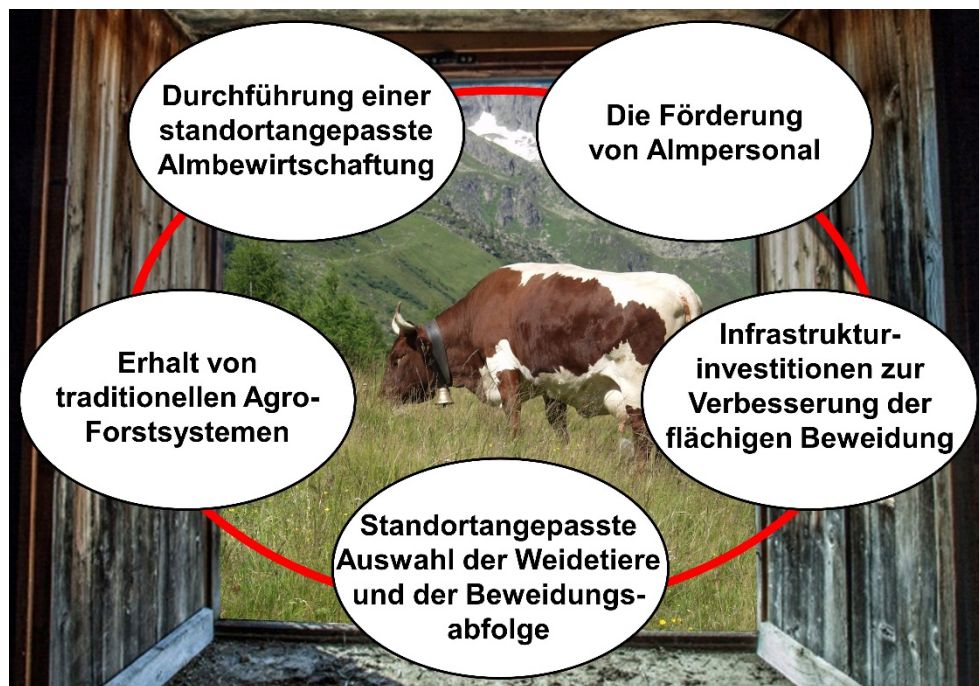 Durchführung einer
standortangepasste
Almbewirtschaftung
Die Förderung
von Almpersonal
Erhalt von
traditionellen Agro-
Forstsystemen
Infrastruktur-
investitionen zur
Verbesserung der
flächigen Beweidung
Standortangepasste
Auswahl der Weidetiere
und der Beweidungs-
abfolge